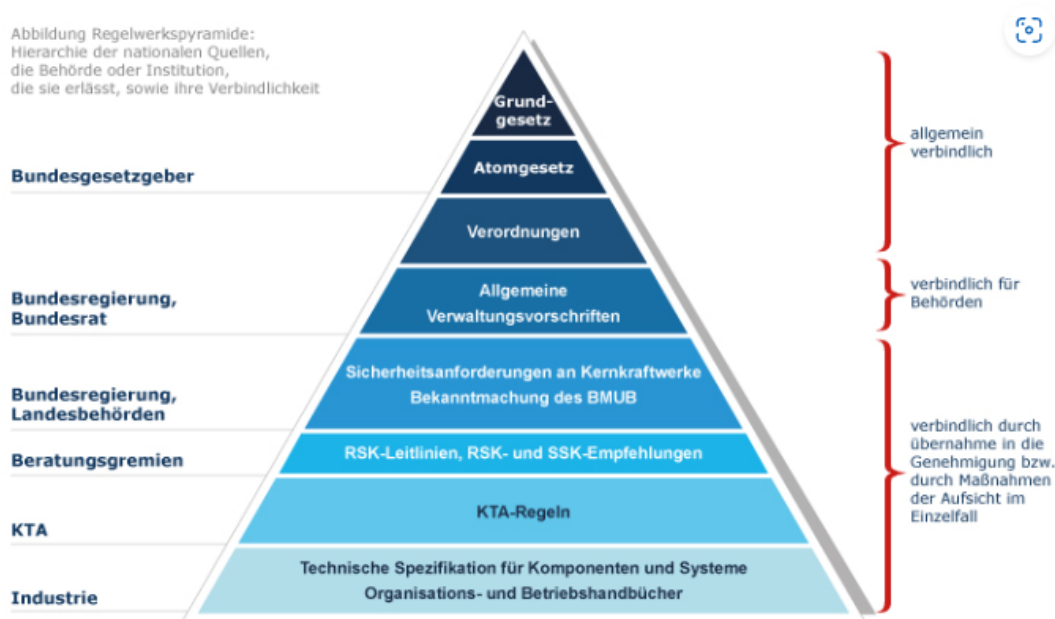 Abbildung Regelwerkspyramide:
Hierarchie der nationalen Quellen,
die Behörde oder Institution,
die sie erlässt, sowie ihre Verbindlichkeit
Grund-
gesetz
allgemein
verbindlich
Bundesgesetzgeber
Atomgesetz
Verordnungen
Bundesregierung,
Bundesrat
Allgemeine
Verwaltungsvorschriften
verbindlich für
Behörden
Bundesregierung,
Landesbehörden
Sicherheitsanforderungen an Kernkraftwerke
Bekanntmachung des BMUB
Beratungsgremien
RSK-Leitlinien, RSK- und SSK-Empfehlungen
verbindlich durch
übernahme in die
Genehmigung bzw.
durch Maßnahmen
der Aufsicht im
Einzelfall
KTA
KTA-Regeln
Industrie
Technische Spezifikation für Komponenten und Systeme
Organisations- und Betriebshandbücher